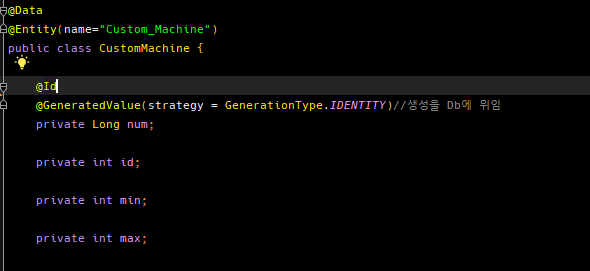 @Data
@Entity(name="Custom_Machine")
public class CustomMachine {
@Id
@GeneratedValue(strategy = GenerationType.IDENTITY)//생성을 Db에 위임
private Long num;
private int id;
private int min;
private int max;